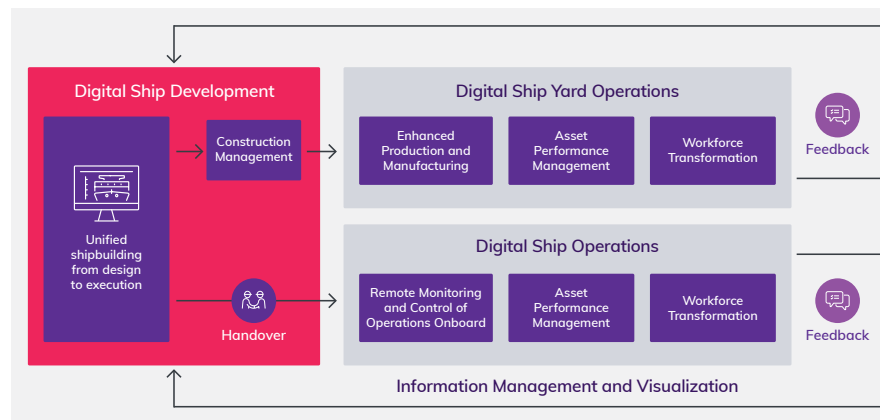 Digital Ship Development
Unified
shipbuilding
from design
to execution
Construction
Management
Handover
Digital Ship Yard Operations
Enhanced
Production and
Manufacturing
Asset
Performance
Management
Workforce
Transformation
Feedback
Digital Ship Operations
Remote Monitoring
and Control of
Operations Onboard
Asset
Performance
Management
Workforce
Transformation
Feedback
Information Management and Visualization